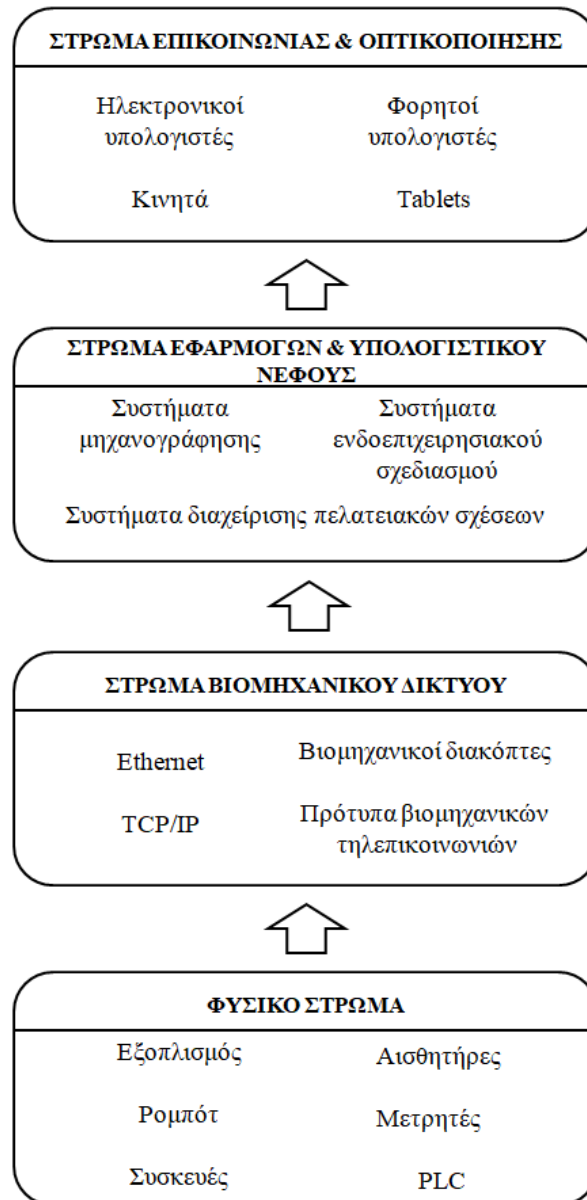 ΣΤΡΩΜΑ ΕΠΙΚΟΙΝΩΝΙΑΣ & ΟΠΤΙΚΟΠΟΙΗΣΗΣ
Ηλεκτρονικοί
υπολογιστές
Φορητοί
υπολογιστές
Κινητά
Tablets
ΣΤΡΩΜΑ ΕΦΑΡΜΟΓΩΝ & ΥΠΟΛΟΓΙΣΤΙΚΟΥ
ΝΕΦΟΥΣ
Συστήματα
μηχανογράφησης
Συστήματα
ενδοεπιχειρησιακού
σχεδιασμού
Συστήματα διαχείρισης πελατειακών σχέσεων
ΣΤΡΩΜΑ ΒΙΟΜΗΧΑΝΙΚΟΥ ΔΙΚΤΥΟΥ
Ethernet
Βιομηχανικοί διακόπτες
TCP/IP
Πρότυπα βιομηχανικών
τηλεπικοινωνιών
ΦΥΣΙΚΟ ΣΤΡΩΜΑ
Εξοπλισμός
Αισθητήρες
Ρομπότ
Μετρητές
Συσκευές
PLC